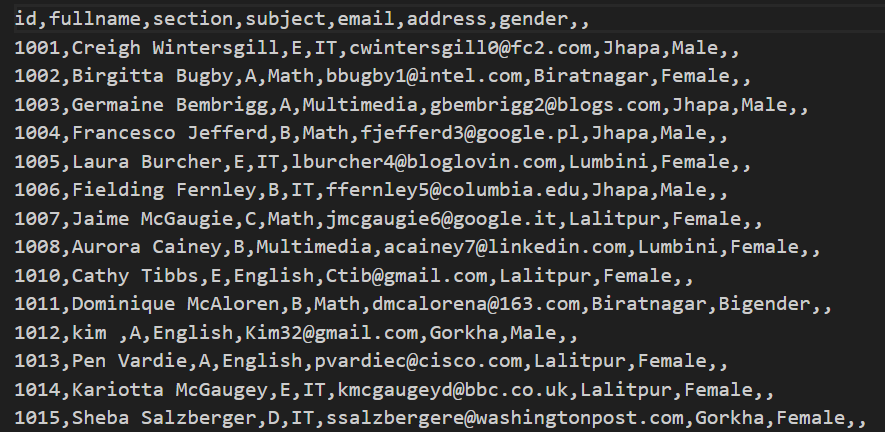 id,fullname,section,subject,email,address,gender,,
1001,Creigh Wintersgill,E,IT,cwintersgill0@fc2.com,Jhapa,Male,,
1002,Birgitta Bugby,A,Math,bbugby1@intel.com,Biratnagar,Female,,
1003,Germaine Bembrigg,A,Multimedia,gbembrigg2@blogs.com,Jhapa,Male,,
1004,Francesco Jefferd,B,Math,fjefferd3@google.pl,Jhapa,Male,,
1005,Laura Burcher,E,IT,lburcher4@bloglovin.com,Lumbini,Female,,
1006,Fielding Fernley,B,IT,ffernley5@columbia.edu,Jhapa,Male,,
1007,Jaime McGaugie,C,Math,jmcgaugie6@google.it,Lalitpur,Female,,
1008,Aurora Cainey,B,Multimedia,acainey7@linkedin.com,Lumbini,Female,,
1010,Cathy Tibbs,E,English,Ctib@gmail.com,Lalitpur,Female,,
1011,Dominique McAloren,B,Math,dmcalorena@163.com,Biratnagar,Bigender,,
1012,kim ,A,English,Kim32@gmail.com,Gorkha,Male,,
1013,Pen Vardie,A,English,pvardiec@cisco.com,Lalitpur,Female,,
1014,Kariotta McGaugey,E,IT,kmcgaugeyd@bbc.co.uk,Lalitpur,Female,,
1015,Sheba Salzberger,D,IT,ssalzbergere@washingtonpost.com,Gorkha,Female,,